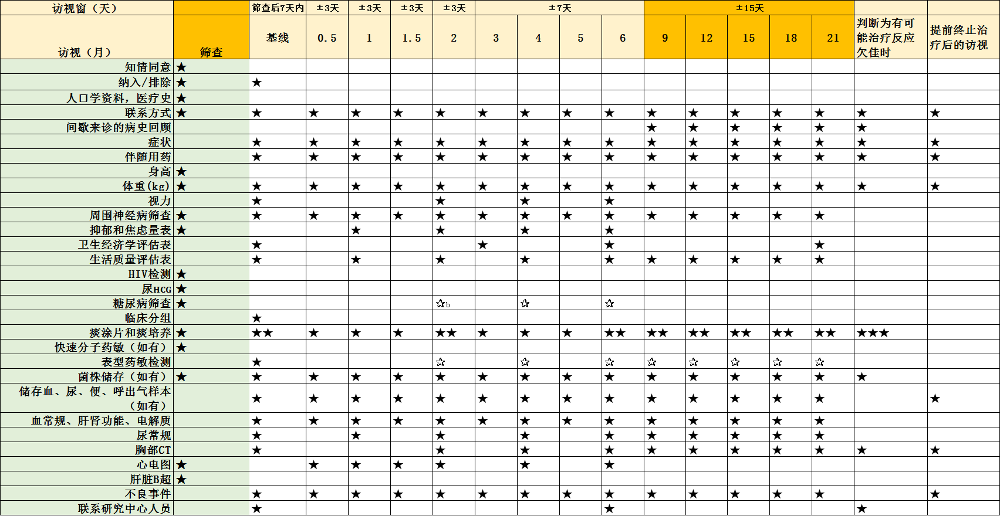 访视窗（天） 筛查后7天内 ±3天 ±3天 ±3天 ±3天 ±7天 ±15天
访视（月） 筛查 基线 0.5 1 1.5 2 3 4 5 6 9 12 15 18 21 判断为有可能治疗反应欠佳时 提前终止治疗后的访视
知情同意 ★
纳入/排除 ★ ★
人口学资料，医疗史 ★
联系方式 ★ ★ ★ ★ ★ ★ ★ ★ ★ ★ ★ ★ ★ ★ ★ ★ ★
间歇来诊的病史回顾 ★ ★ ★ ★ ★ ★
症状 ★ ★ ★ ★ ★ ★ ★ ★ ★ ★ ★ ★ ★ ★ ★ ★
伴随用药 ★ ★ ★ ★ ★ ★ ★ ★ ★ ★ ★ ★ ★ ★ ★ ★
身高 ★
体重(kg) ★ ★ ★ ★ ★ ★ ★ ★ ★ ★ ★ ★ ★ ★ ★ ★ ★
视力 ★ ★ ★ ★
周围神经病筛查 ★ ★ ★ ★ ★ ★ ★ ★ ★ ★ ★ ★ ★ ★ ★
抑郁和焦虑量表 ★ ★ ★ ★ ★
卫生经济学评估表 ★ ★ ★ ★
生活质量评估表 ★ ★ ★ ★ ★ ★ ★ ★ ★ ★
HIV检测 ★
尿HCG ★
糖尿病筛查 ★ ☆b ☆ ☆
临床分组 ★
痰涂片和痰培养 ★ ★★ ★ ★ ★ ★★ ★ ★ ★ ★★ ★★ ★★ ★★ ★★ ★★ ★★★
快速分子药敏（如有） ★
表型药敏检测 ★ ☆ ☆ ☆ ☆ ☆ ☆ ☆ ☆
菌株储存（如有） ★ ★ ★ ★ ★ ★ ★ ★ ★ ★ ★ ★ ★ ★ ★ ★
储存血、尿、便、呼出气样本
（如有） ★ ★ ★ ★ ★ ★ ★ ★ ★ ★ ★ ★ ★ ★ ★
血常规、肝肾功能、电解质 ★ ★ ★ ★ ★ ★ ★ ★ ★ ★ ★ ★ ★ ★
尿常规 ★ ★ ★ ★ ★ ★ ★ ★ ★ ★
胸部CT ★ ★ ★ ★ ★ ★ ★ ★ ★ ★ ★
心电图 ★ ★ ★ ★ ★ ★ ★
肝脏B超 ★
不良事件 ★ ★ ★ ★ ★ ★ ★ ★ ★ ★ ★ ★ ★ ★ ★
联系研究中心人员 ★ ★ ★